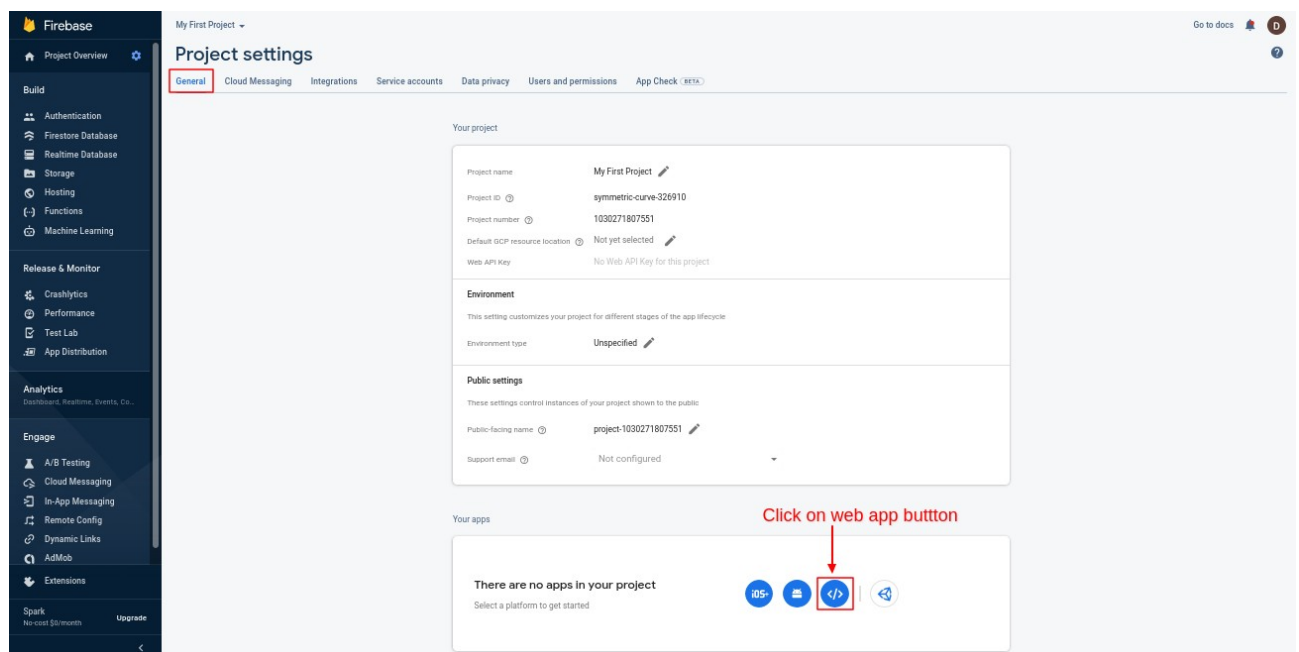 Firebase
Project Overview
Build
Authentication
Firestore Database
Realtime Database
Storage
Hosting
Functions
Machine Learning
Release & Monitor
Crashlytics
Performance
Test Lab
App Distribution
Analytics
Dashboard, Realtime, Events, Co...
Engage
A/B Testing
Cloud Messaging
In-App Messaging
Remote Config
Dynamic Links
AdMob
Extensions
Spark
No-cost $0/month
Upgrade
My First Project
Go to docs
D
Project settings
General Cloud Messaging Integrations Service accounts Data privacy Users and permissions App Check BETA
Your project
Project name My First Project
Project ID symmetric-curve-326910
Project number 1030271807551
Default GCP resource location Not yet selected
Web API Key No Web API Key for this project
Environment
This setting customizes your project for different stages of the app lifecycle
Environment type Unspecified
Public settings
These settings control instances of your project shown to the public
Public-facing name project-1030271807551
Support email Not configured
Your apps
Click on web app buttton
There are no apps in your project
Select a platform to get started
iOS+ </>